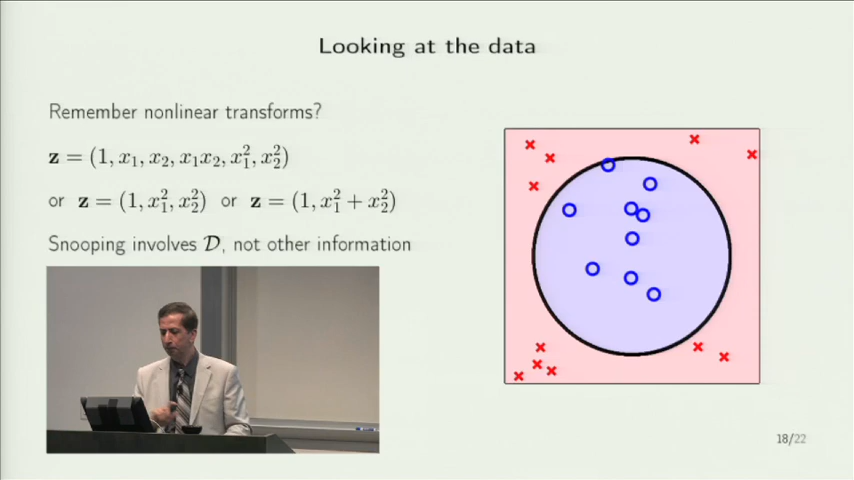 Looking at the data
Remember nonlinear transforms?
z = (1, x₁, x₂, x₁x₂, x₁², x₂²)
or z = (1, x₁², x₂²) or z = (1, x₁² + x₂²)
Snooping involves 𝒟, not other information
18/22